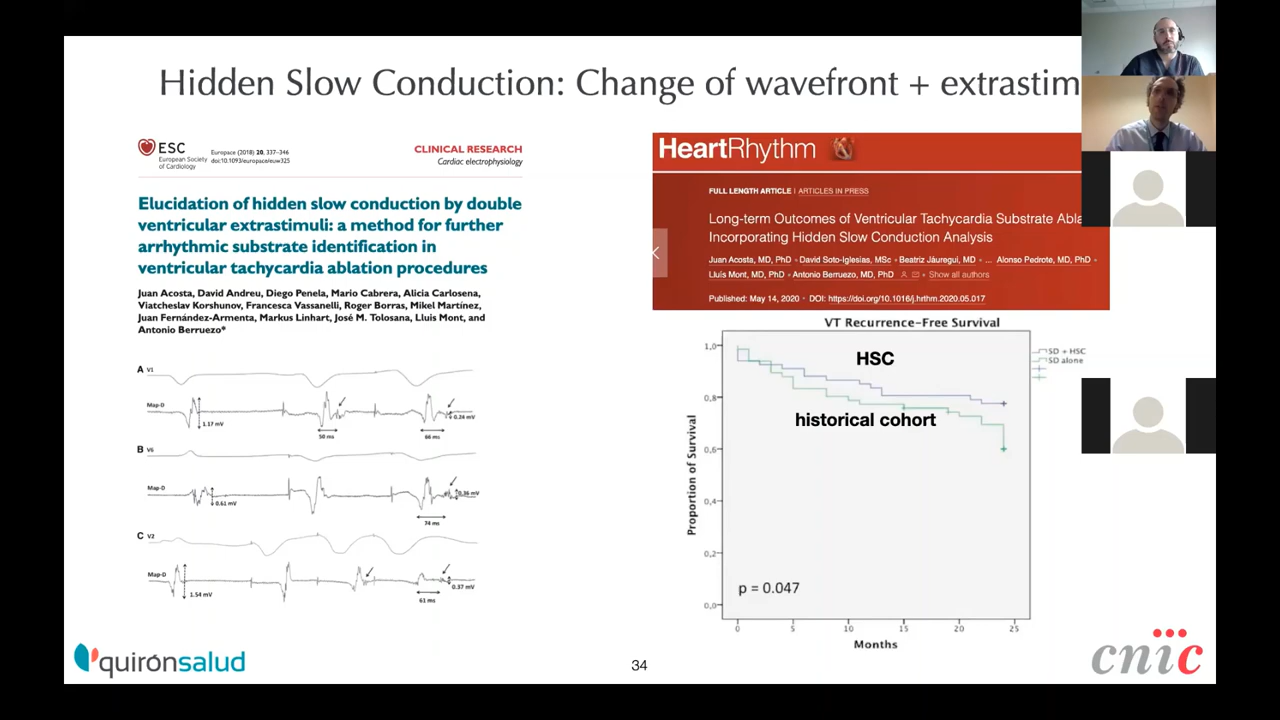 Hidden Slow Conduction: Change of wavefront + extrastim
ESC
European Society
of Cardiology
Europace (2018) 20, 337–346
doi:10.1093/europace/euw325
CLINICAL RESEARCH
Cardiac electrophysiology
Elucidation of hidden slow conduction by double
ventricular extrastimuli: a method for further
arrhythmic substrate identification in
ventricular tachycardia ablation procedures
Juan Acosta, David Andreu, Diego Penela, Mario Cabrera, Alicia Carlosena,
Viatcheslav Korshunov, Francesca Vassanelli, Roger Borras, Mikel Martínez,
Juan Fernández-Armenta, Markus Linhart, José M. Tolosana, Lluis Mont, and
Antonio Berruezo*
A V1
Map-D
1.17 mV
50 ms
66 ms
0.24 mV
B V6
Map-D
0.61 mV
74 ms
0.36 mV
C V2
Map-D
1.54 mV
61 ms
0.37 mV
HeartRhythm
FULL LENGTH ARTICLE | ARTICLES IN PRESS
Long-term Outcomes of Ventricular Tachycardia Substrate Abla
Incorporating Hidden Slow Conduction Analysis
Juan Acosta, MD, PhD • David Soto-Iglesias, MSc • Beatriz Jáuregui, MD • ... Alonso Pedrote, MD, PhD •
Lluís Mont, MD, PhD • Antonio Berruezo, MD, PhD • Show all authors
Published: May 14, 2020 • DOI: https://doi.org/10.1016/j.hrthm.2020.05.017
VT Recurrence-Free Survival
SD + HSC
SD alone
HSC
historical cohort
Proportion of Survival
1,0
0,8
0,6
0,4
0,2
0,0
p = 0.047
0 5 10 15 20 25
Months
quirónsalud
34
cnic